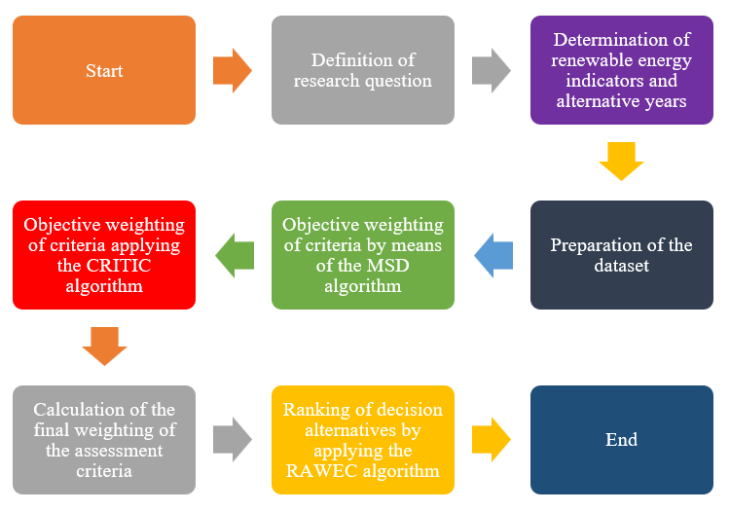 Start
Definition of
research question
Determination of
renewable energy
indicators and
alternative years
Preparation of the
dataset
Objective weighting
of criteria by means
of the MSD
algorithm
Objective weighting
of criteria applying
the CRITIC
algorithm
Calculation of the
final weighting of
the assessment
criteria
Ranking of decision
alternatives by
applying the
RAWEC algorithm
End